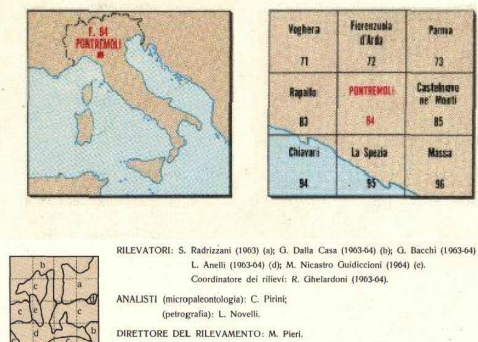 F. 84
PONTREMOLI
Voghera
71
Fiorenzuola
d'Arda
72
Parma
73
Rapallo
83
PONTREMOLI
84
Castelnovo
ne' Monti
85
Chiavari
94
La Spezia
95
Massa
96
b
a
c
c
e
c
d
b
c
RILEVATORI: S. Radrizzani (1963) (a); G. Dalla Casa (1963-64) (b); G. Bacchi (1963-64)
L. Anelli (1963-64) (d); M. Nicastro Guidiccioni (1964) (e).
Coordinatore dei rilievi: R. Ghelardoni (1963-64).
ANALISTI (micropaleontologia): C. Pirini;
(petrografia): L. Novelli.
DIRETTORE DEL RILEVAMENTO: M. Pieri.